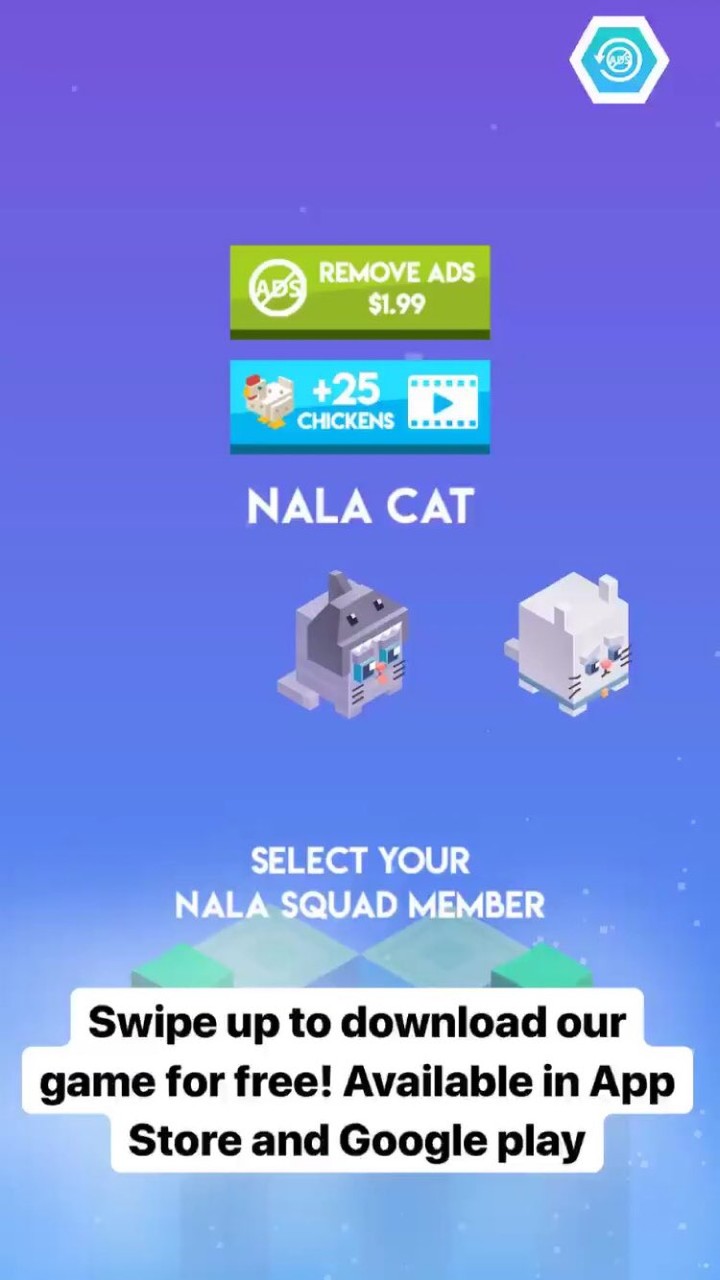 ADS
ADS
REMOVE ADS
$1.99
+25
CHICKENS
NALA CAT
SELECT YOUR
NALA SQUAD MEMBER
Swipe up to download our
game for free! Available in App
Store and Google play